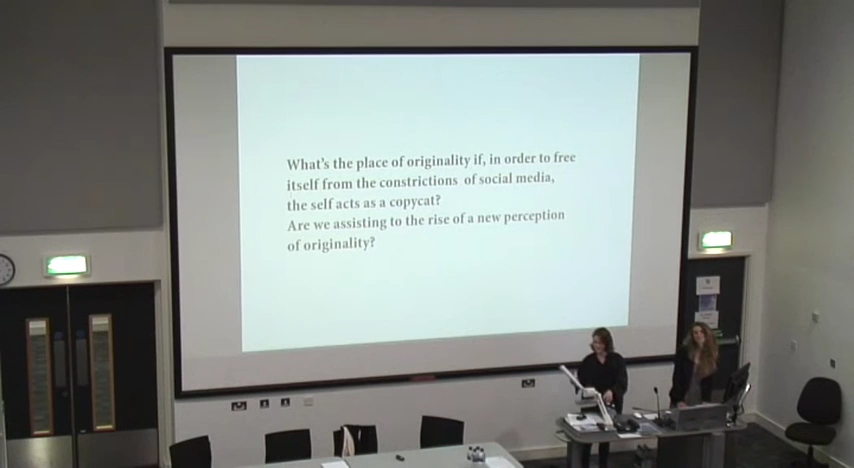 What's the place of originality if, in order to free
itself from the constrictions of social media,
the self acts as a copycat?
Are we assisting to the rise of a new perception
of originality?